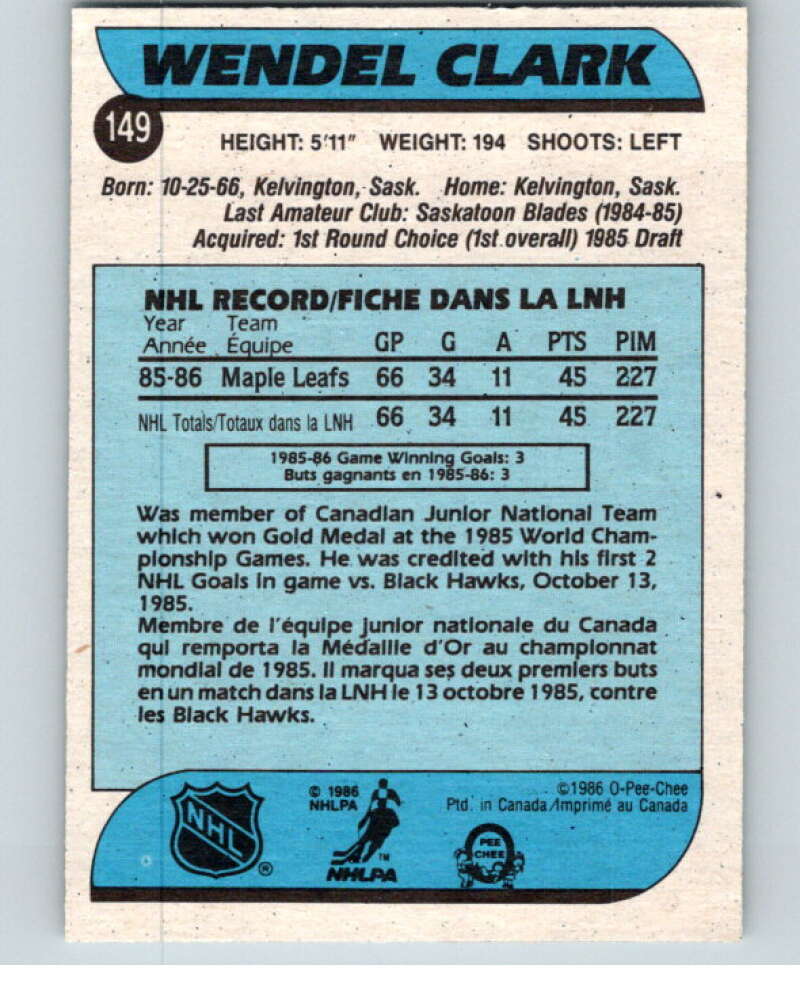 WENDEL CLARK
149
HEIGHT: 5'11" WEIGHT: 194 SHOOTS: LEFT
Born: 10-25-66, Kelvington, Sask. Home: Kelvington, Sask.
Last Amateur Club: Saskatoon Blades (1984-85)
Acquired: 1st Round Choice (1st overall) 1985 Draft
NHL RECORD/FICHE DANS LA LNH
Year Team
Année Équipe GP G A PTS PIM
85-86 Maple Leafs 66 34 11 45 227
NHL Totals/Totaux dans la LNH 66 34 11 45 227
1985-86 Game Winning Goals: 3
Buts gagnants en 1985-86: 3
Was member of Canadian Junior National Team
which won Gold Medal at the 1985 World Cham-
pionship Games. He was credited with his first 2
NHL Goals in game vs. Black Hawks, October 13,
1985.
Membre de l'équipe junior nationale du Canada
qui remporta la Médaille d'Or au championnat
mondial de 1985. Il marqua ses deux premiers buts
en un match dans la LNH le 13 octobre 1985, contre
les Black Hawks.
NHL ®
© 1986
NHLPA
TM
NHLPA
©1986 O-Pee-Chee
Ptd. in Canada/Imprimé au Canada
PEE
CHEE